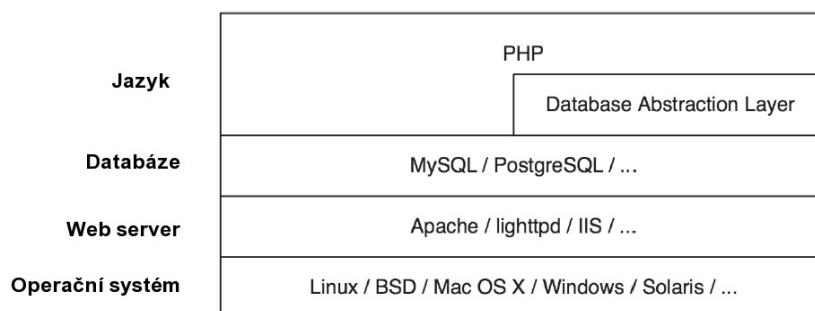 PHP
Jazyk
Database Abstraction Layer
Databáze
MySQL / PostgreSQL / ...
Web server
Apache / lighttpd / IIS / ...
Operační systém
Linux / BSD / Mac OS X / Windows / Solaris / ...